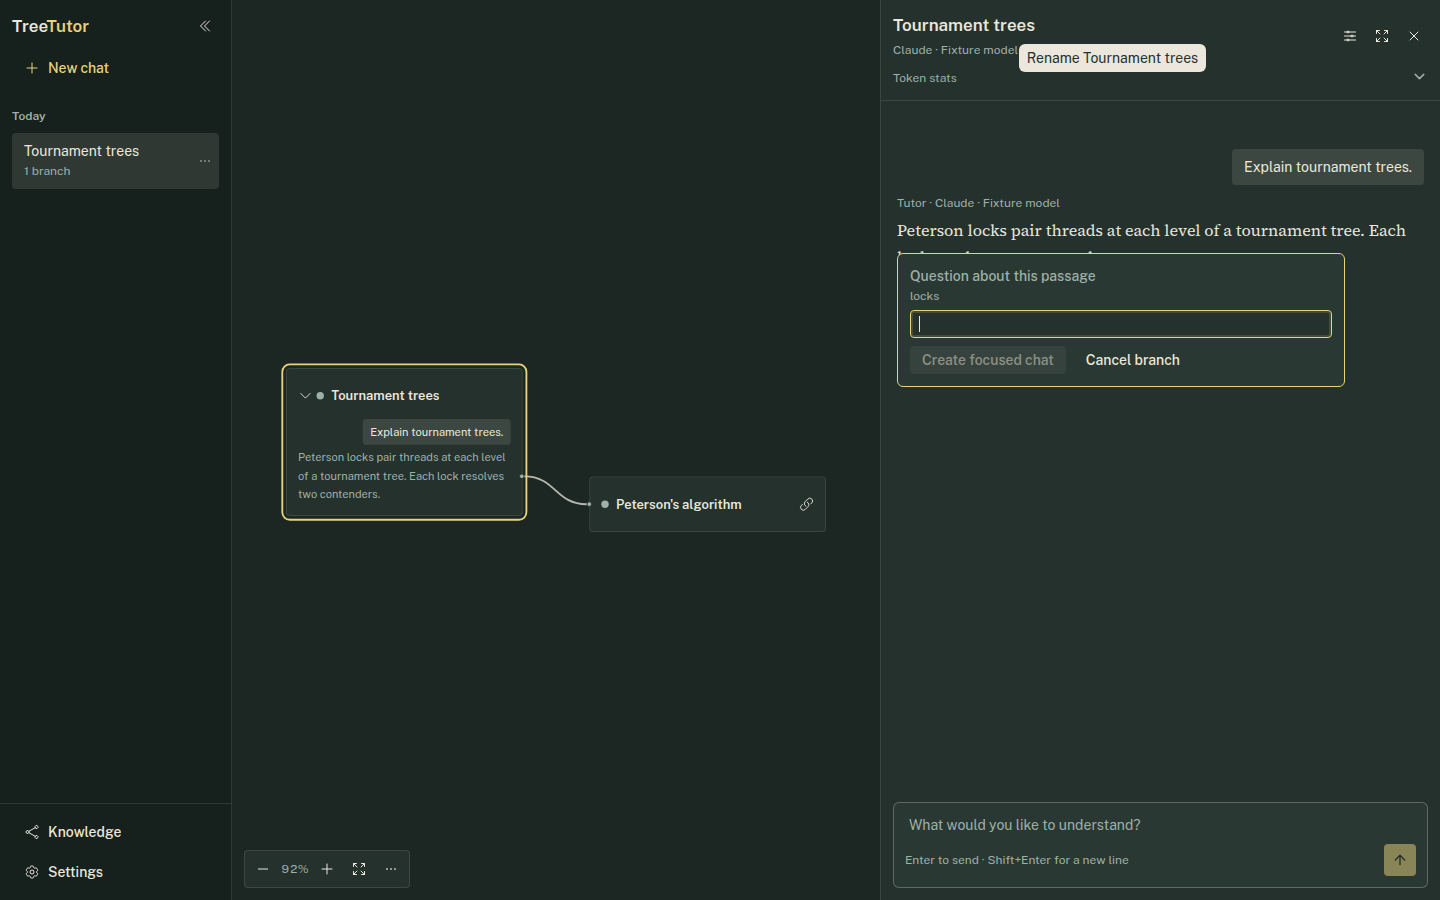 TreeTutor
New chat
Today
Tournament trees
1 branch
Knowledge
Settings
Tournament trees
Explain tournament trees.
Peterson locks pair threads at each level
of a tournament tree. Each lock resolves
two contenders.
Peterson's algorithm
92%
Tournament trees
Claude · Fixture model
Rename Tournament trees
Token stats
Explain tournament trees.
Tutor · Claude · Fixture model
Peterson locks pair threads at each level of a tournament tree. Each
Question about this passage
locks
Create focused chat Cancel branch
What would you like to understand?
Enter to send · Shift+Enter for a new line